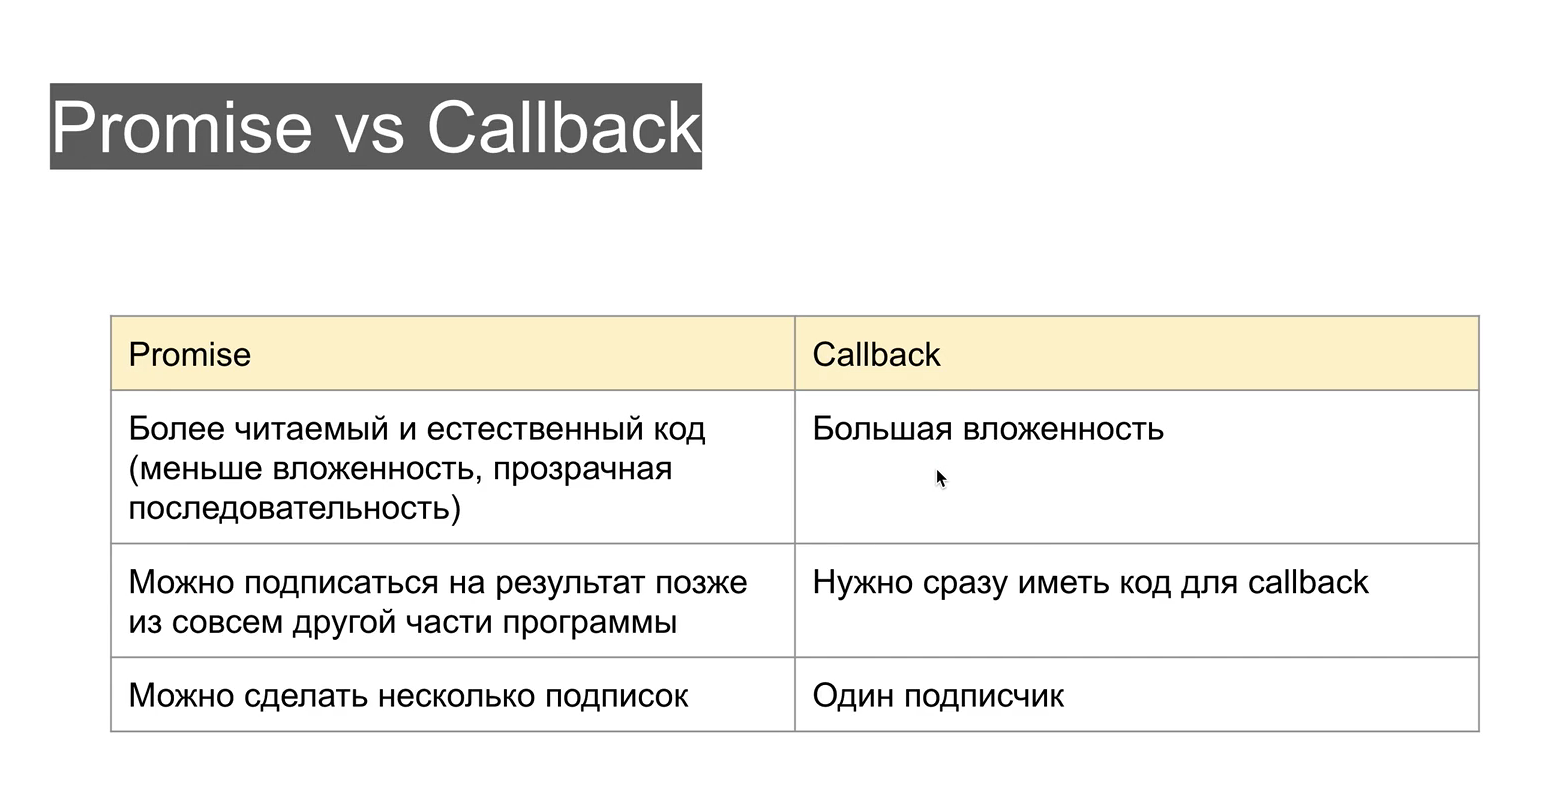 Promise vs Callback
Promise
Callback
Более читаемый и естественный код
(меньше вложенность, прозрачная
последовательность)
Большая вложенность
Можно подписаться на результат позже
из совсем другой части программы
Нужно сразу иметь код для callback
Можно сделать несколько подписок
Один подписчик